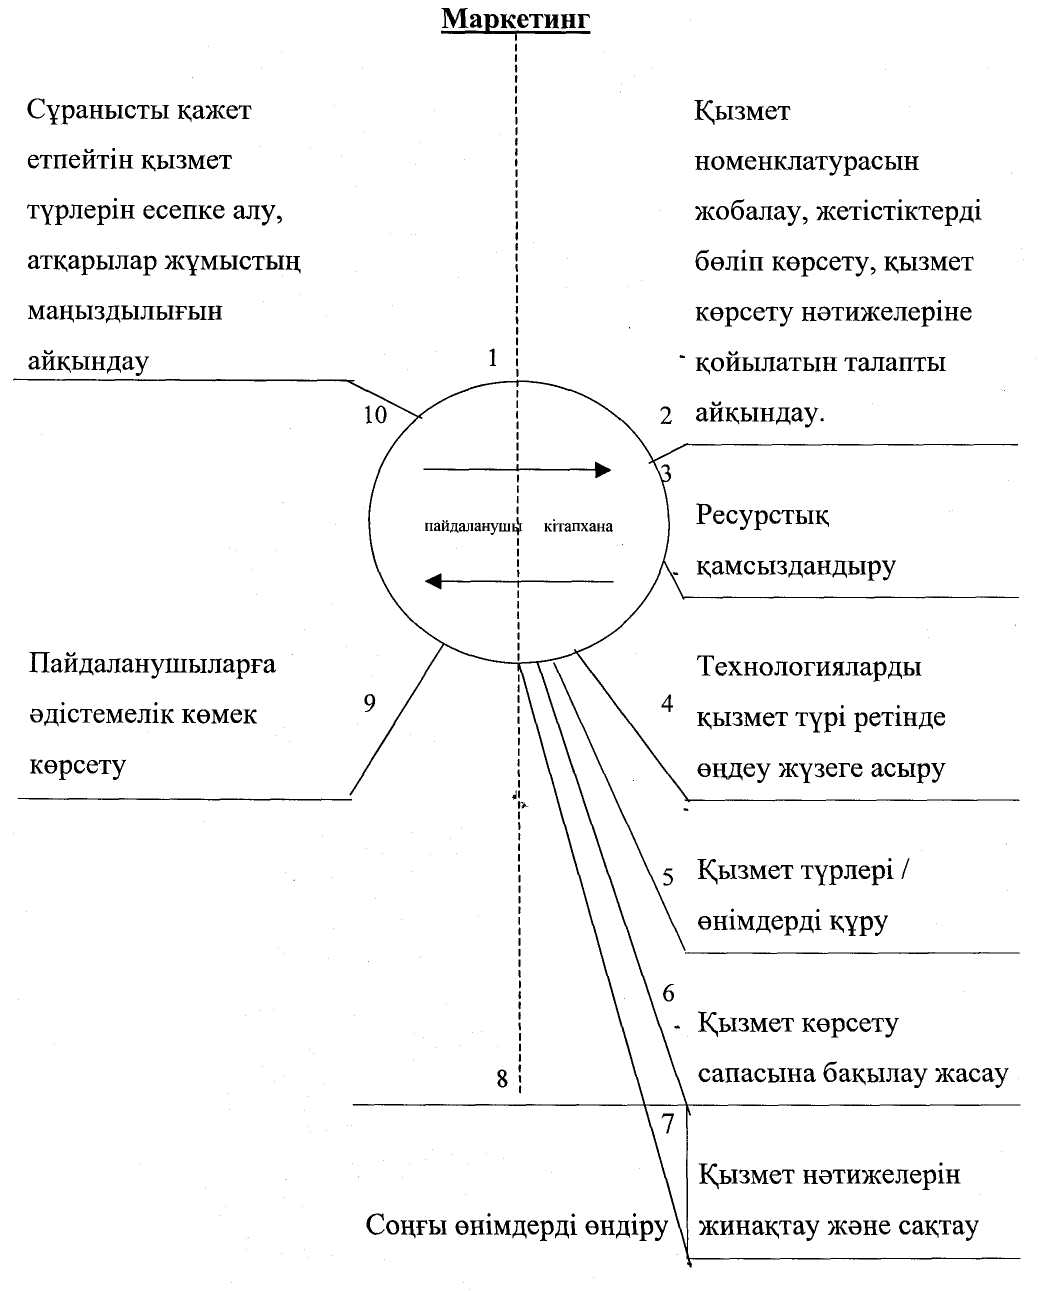 Маркетинг
Сұранысты қажет
етпейтін қызмет
түрлерін есепке алу,
атқарылар жұмыстың
маңыздылығын
айқындау
1
10
Қызмет
номенклатурасын
жобалау, жетістіктерді
бөліп көрсету, қызмет
көрсету нәтижелеріне
қойылатын талапты
айқындау.
2
3
пайдаланушы кітапхана
Ресурстық
қамсыздандыру
Пайдаланушыларға
әдістемелік көмек
көрсету
9
4
Технологияларды
қызмет түрі ретінде
өңдеу жүзеге асыру
5
Қызмет түрлері /
өнімдерді құру
6
Қызмет көрсету
сапасына бақылау жасау
8
7
Қызмет нәтижелерін
жинақтау және сақтау
Соңғы өнімдерді өндіру